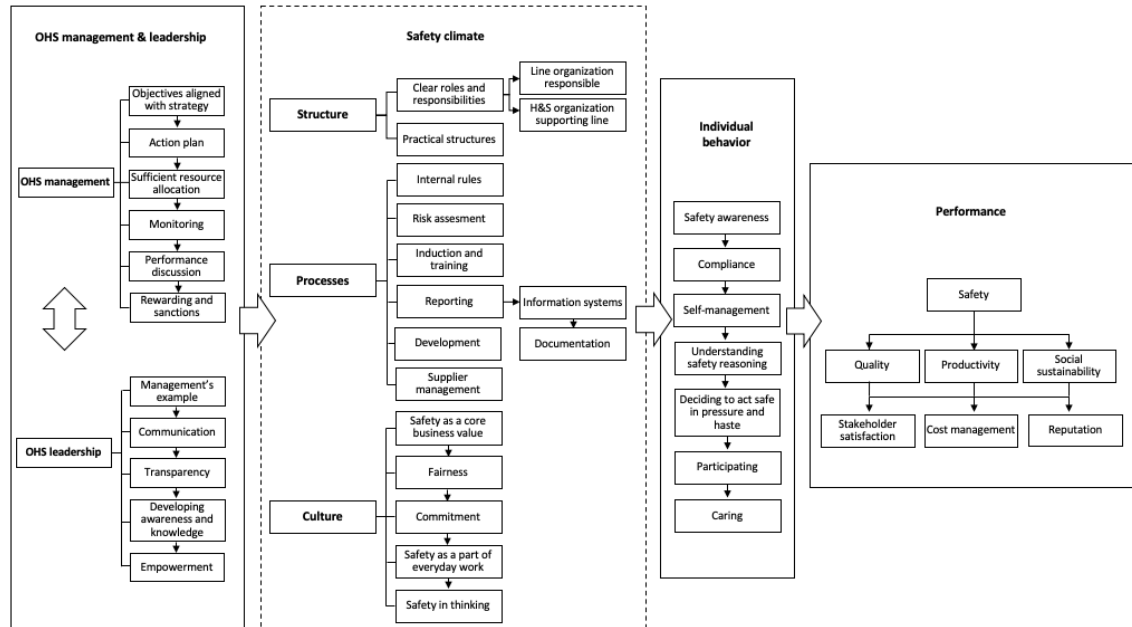 OHS management & leadership
OHS management
Objectives aligned
with strategy
Action plan
Sufficient resource
allocation
Monitoring
Performance
discussion
Rewarding and
sanctions
OHS leadership
Management's
example
Communication
Transparency
Developing
awareness and
knowledge
Empowerment
Safety climate
Structure
Clear roles and
responsibilities
Line organization
responsible
H&S organization
supporting line
Practical structures
Processes
Internal rules
Risk assesment
Induction and
training
Reporting
Information systems
Documentation
Development
Supplier
management
Culture
Safety as a core
business value
Fairness
Commitment
Safety as a part of
everyday work
Safety in thinking
Individual
behavior
Safety awareness
Compliance
Self-management
Understanding
safety reasoning
Deciding to act safe
in pressure and
haste
Participating
Caring
Performance
Safety
Quality
Productivity
Social
sustainability
Stakeholder
satisfaction
Cost management
Reputation